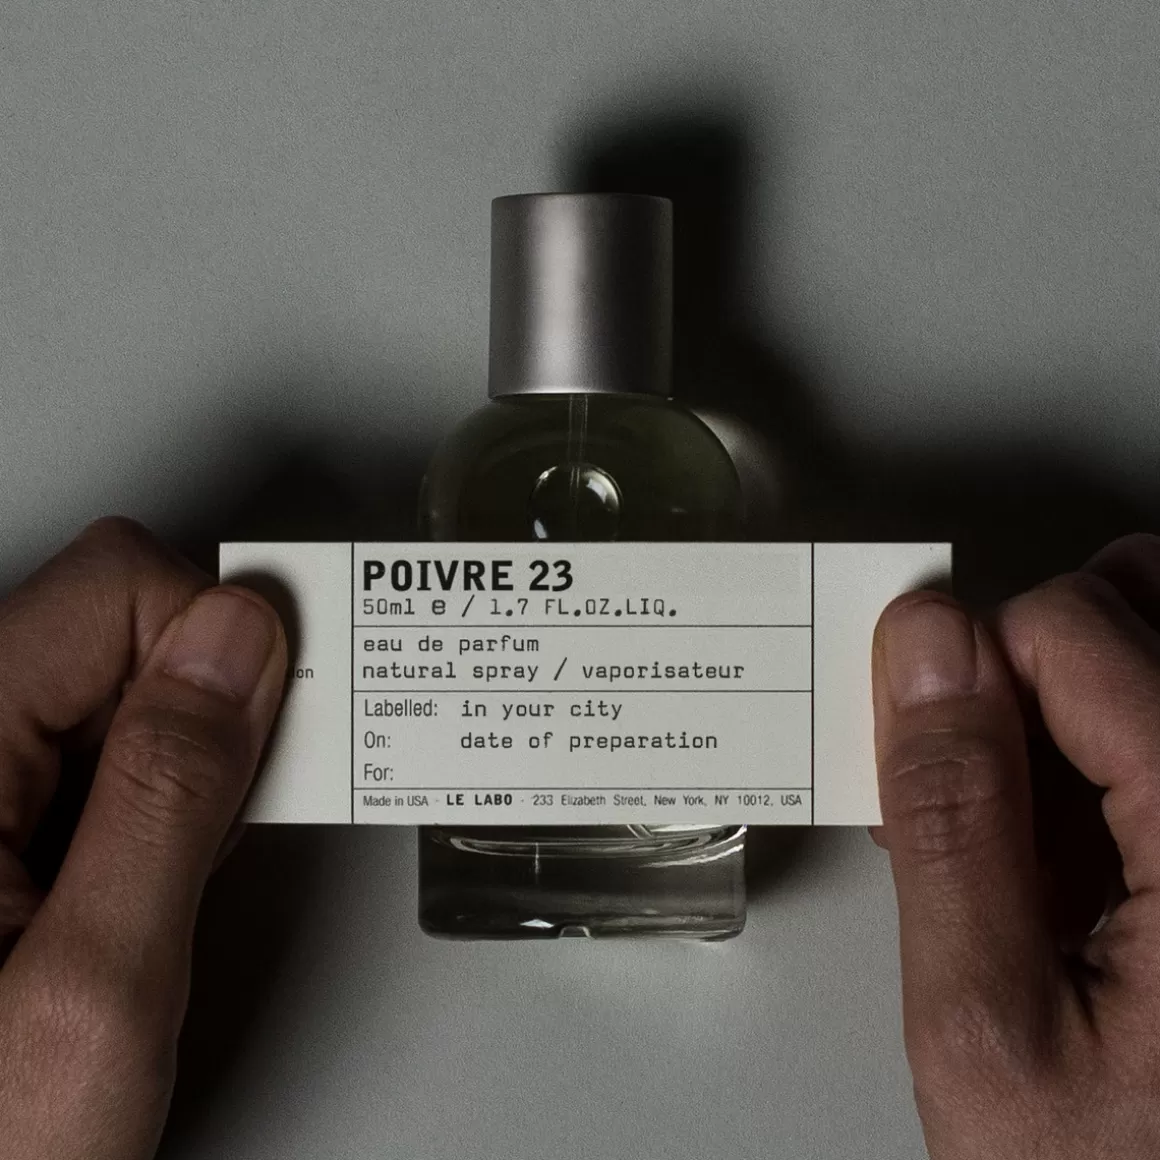 POIVRE 23
50ml e / 1.7 FL.OZ.LIQ.
eau de parfum
natural spray / vaporisateur
Labelled: in your city
On: date of preparation
For:
Made in USA - LE LABO - 233 Elizabeth Street, New York, NY 10012, USA